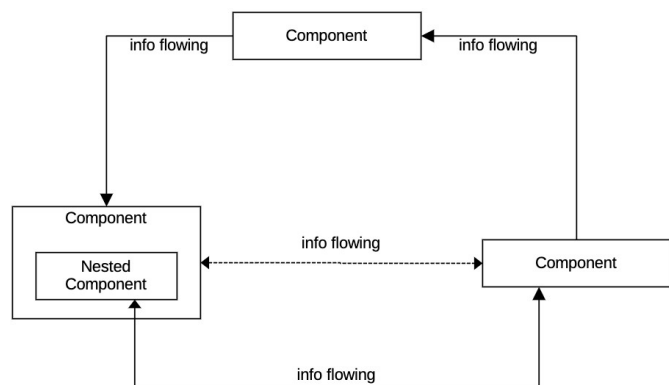 Component
info flowing
info flowing
Component
info flowing
Nested
Component
Component
info flowing